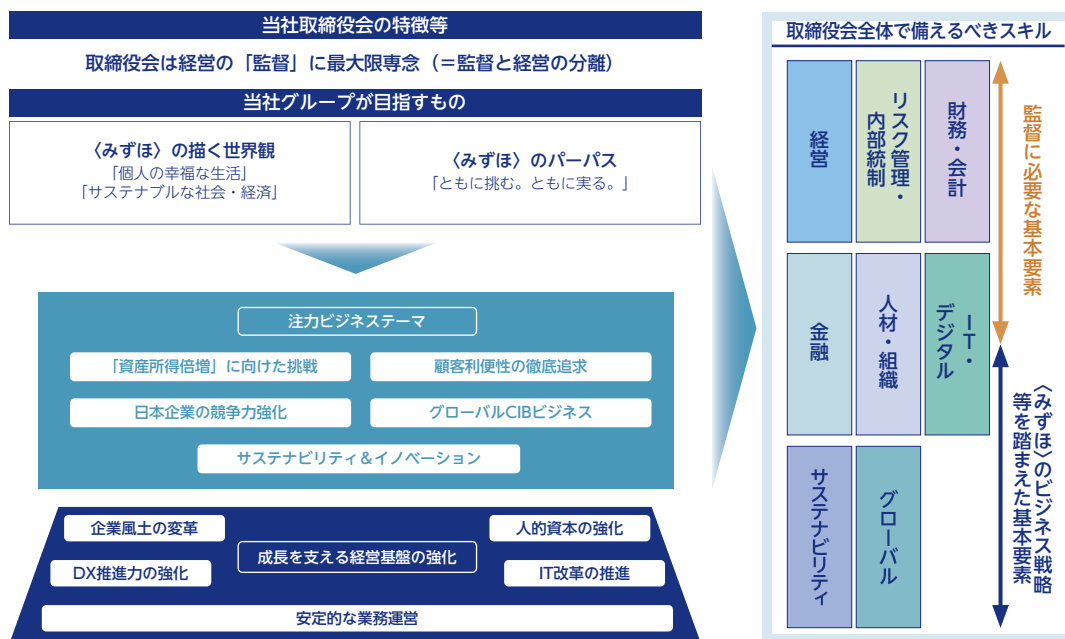 当社取締役会の特徴等
取締役会は経営の「監督」に最大限専念（＝監督と経営の分離）
当社グループが目指すもの
〈みずほ〉の描く世界観
「個人の幸福な生活」
「サステナブルな社会・経済」
〈みずほ〉のパーパス
「ともに挑む。ともに実る。」
注力ビジネステーマ
「資産所得倍増」に向けた挑戦
顧客利便性の徹底追求
日本企業の競争力強化
グローバルCIBビジネス
サステナビリティ＆イノベーション
企業風土の変革
人的資本の強化
成長を支える経営基盤の強化
DX推進力の強化
IT改革の推進
安定的な業務運営
取締役会全体で備えるべきスキル
経営
リスク管理・
内部統制
財務・会計
監督に必要な基本要素
金融
人材・組織
IT・
デジタル
サステナビリティ
グローバル
〈みずほ〉のビジネス戦略
等を踏まえた基本要素